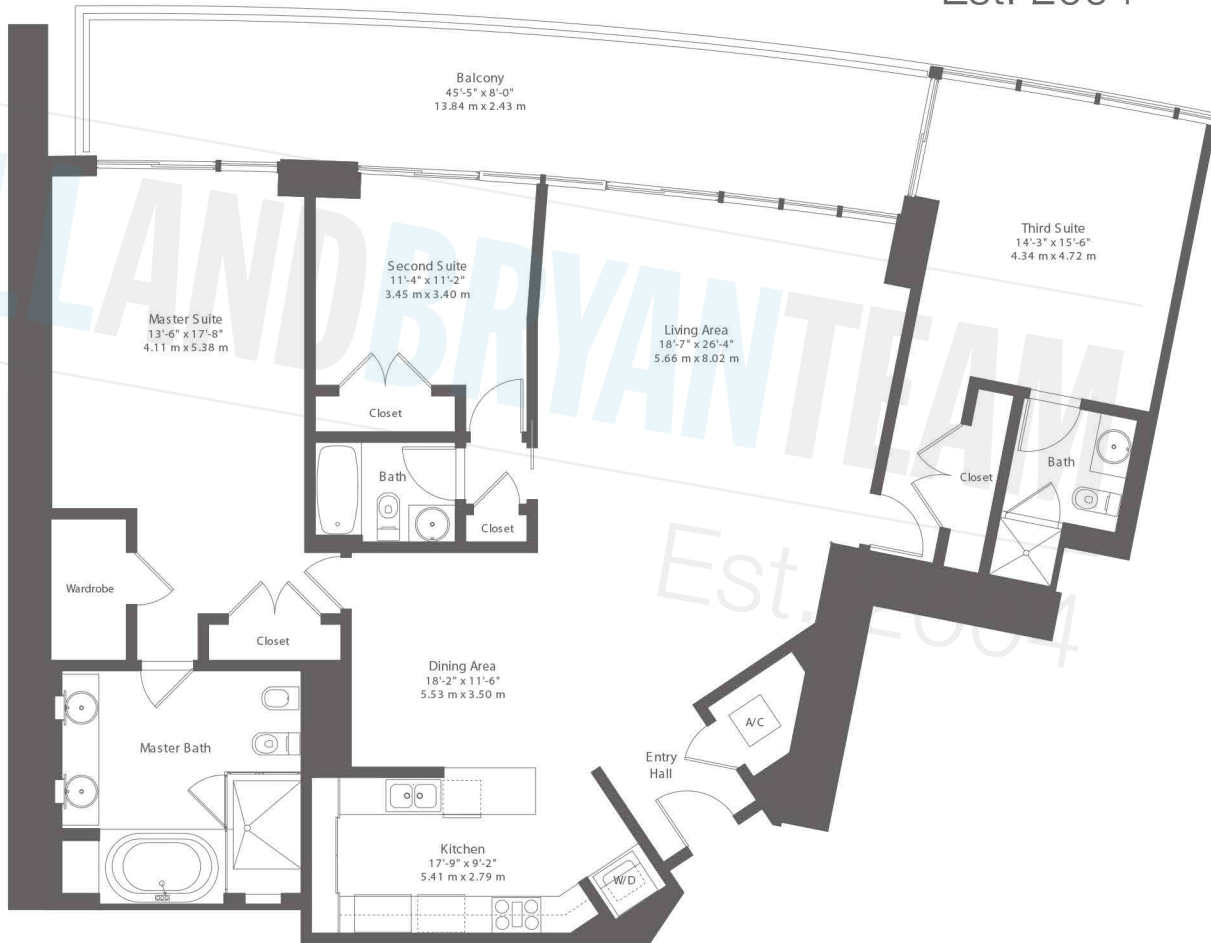 Est. 2004
Balcony
45'-5" x 8'-0"
13.84 m x 2.43 m
Third Suite
14'-3" x 15'-6"
4.34 m x 4.72 m
Second Suite
11'-4" x 11'-2"
3.45 m x 3.40 m
Master Suite
13'-6" x 17'-8"
4.11 m x 5.38 m
Living Area
18'-7" x 26'-4"
5.66 m x 8.02 m
LLANDBRYANTEAM
Est. 2004
Closet
Bath
Closet
Closet
Bath
Wardrobe
Closet
Dining Area
18'-2" x 11'-6"
5.53 m x 3.50 m
A/C
Master Bath
Entry
Hall
Kitchen
17'-9" x 9'-2"
5.41 m x 2.79 m
W/D